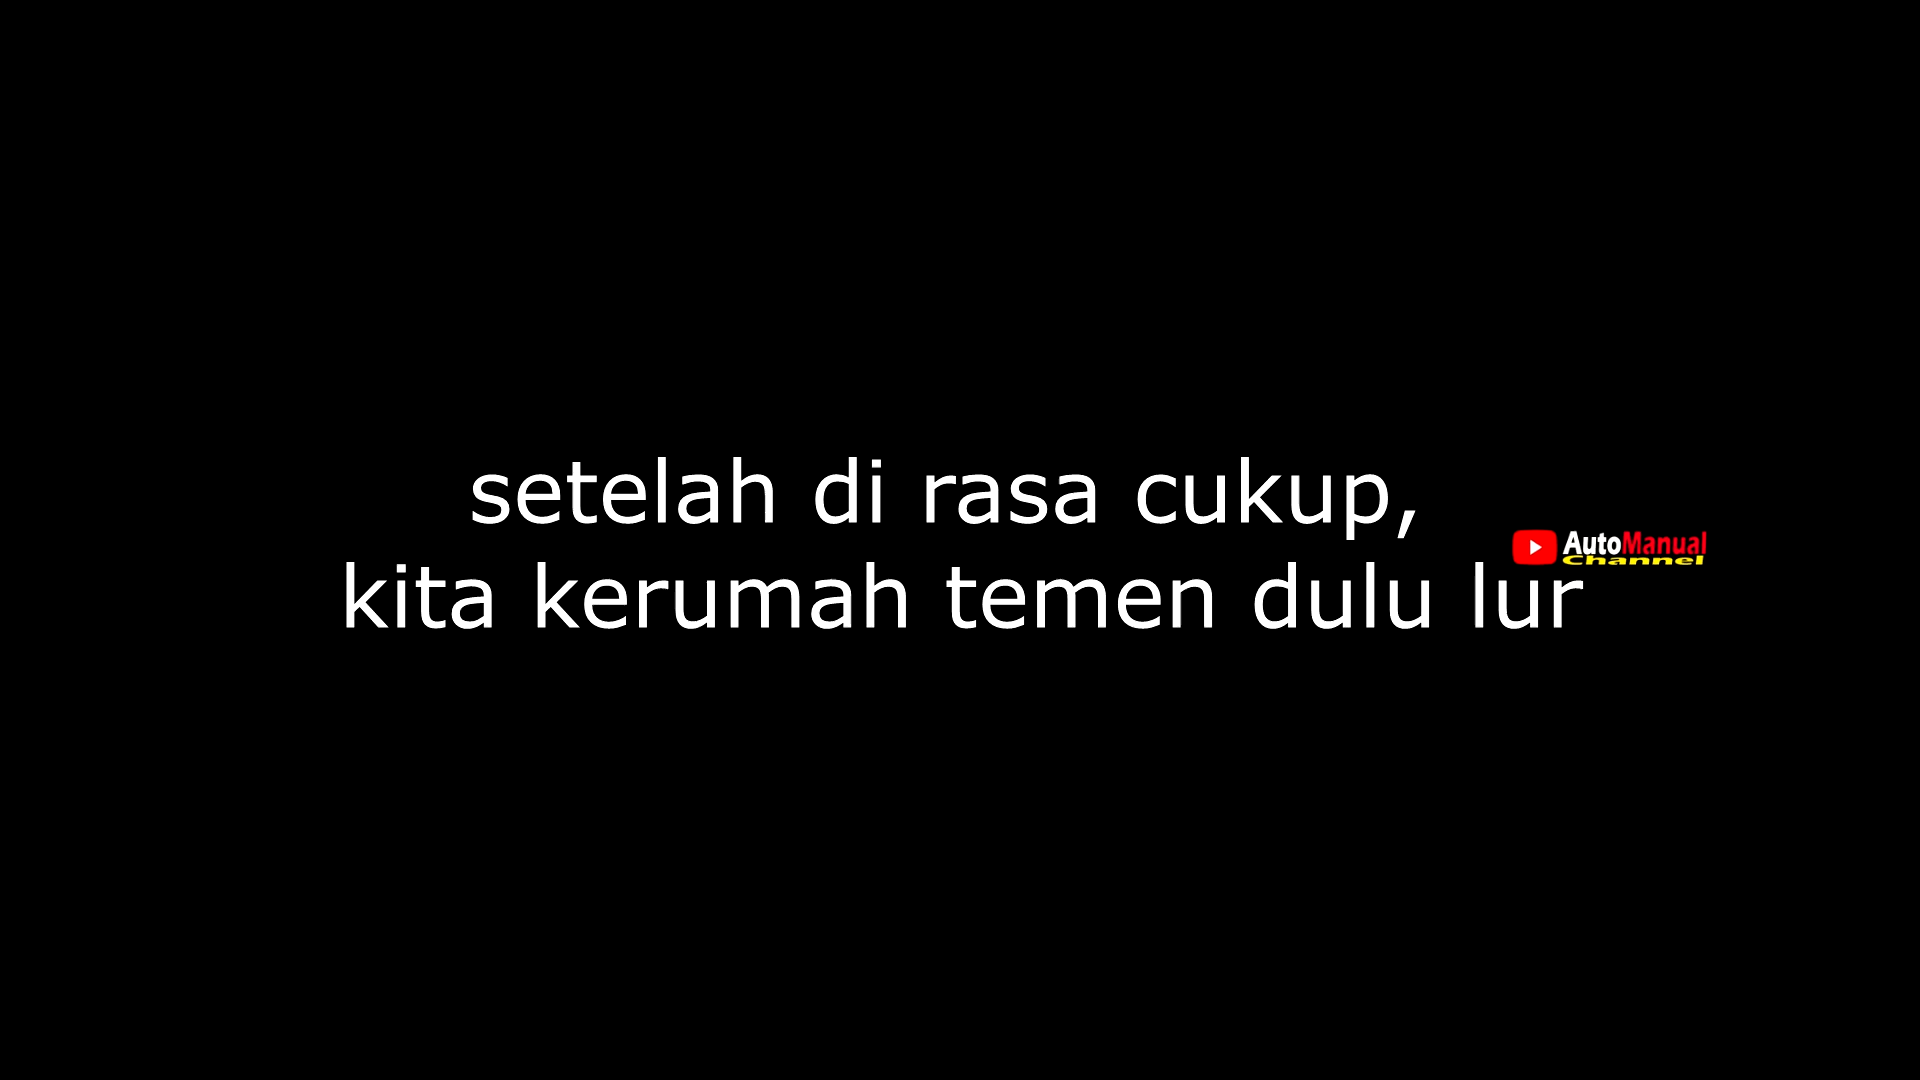 setelah di rasa cukup,
kita kerumah temen dulu lur
AutoManual
Channel